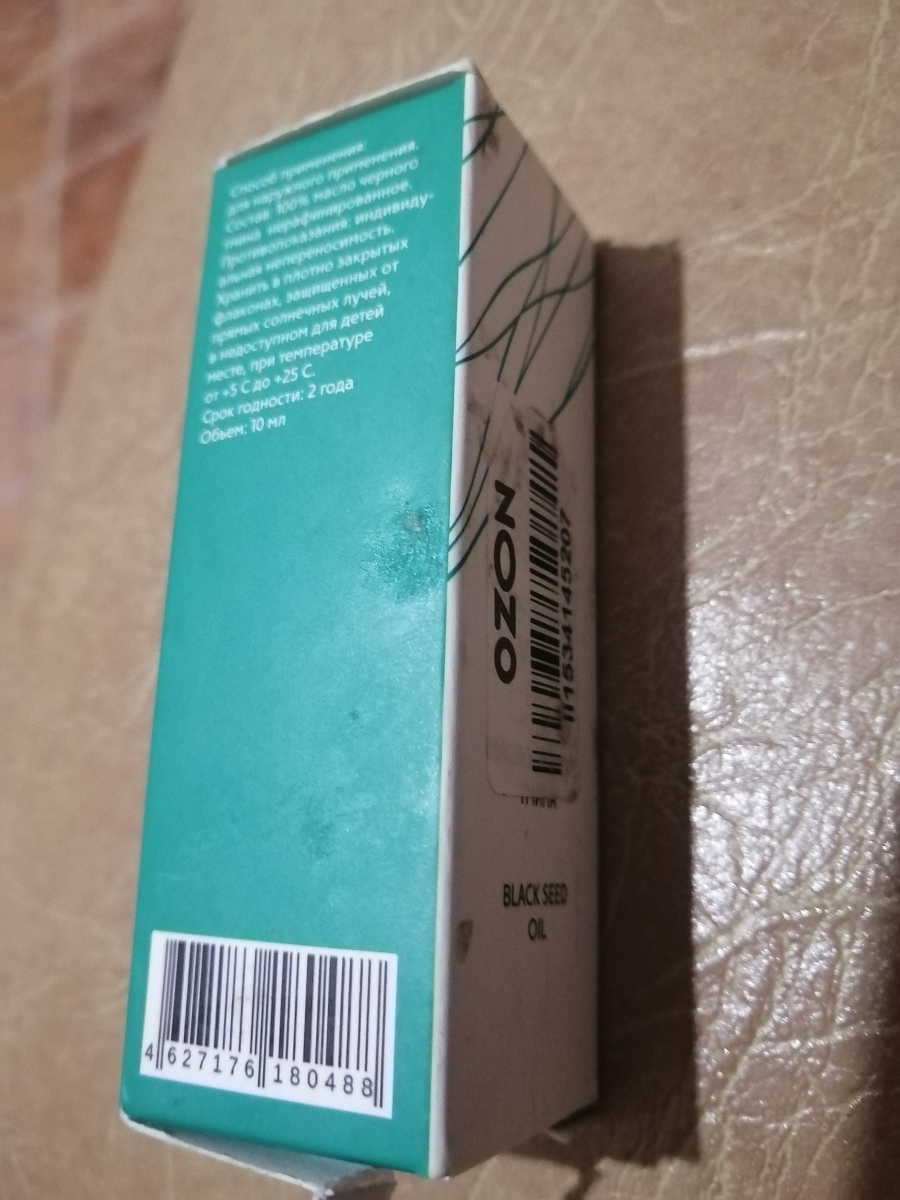 Способ применения:
для наружного применения.
Состав: 100% масло черного
тмина, нерафинированное.
Противопоказания: индивиду-
альная непереносимость.
Хранить в плотно закрытых
флаконах, защищенных от
прямых солнечных лучей,
в недоступном для детей
месте, при температуре
от +5 С до +25 С.
Срок годности: 2 года
Объем: 10 мл
4 627176 180488
OZON
BLACK SEED
OIL